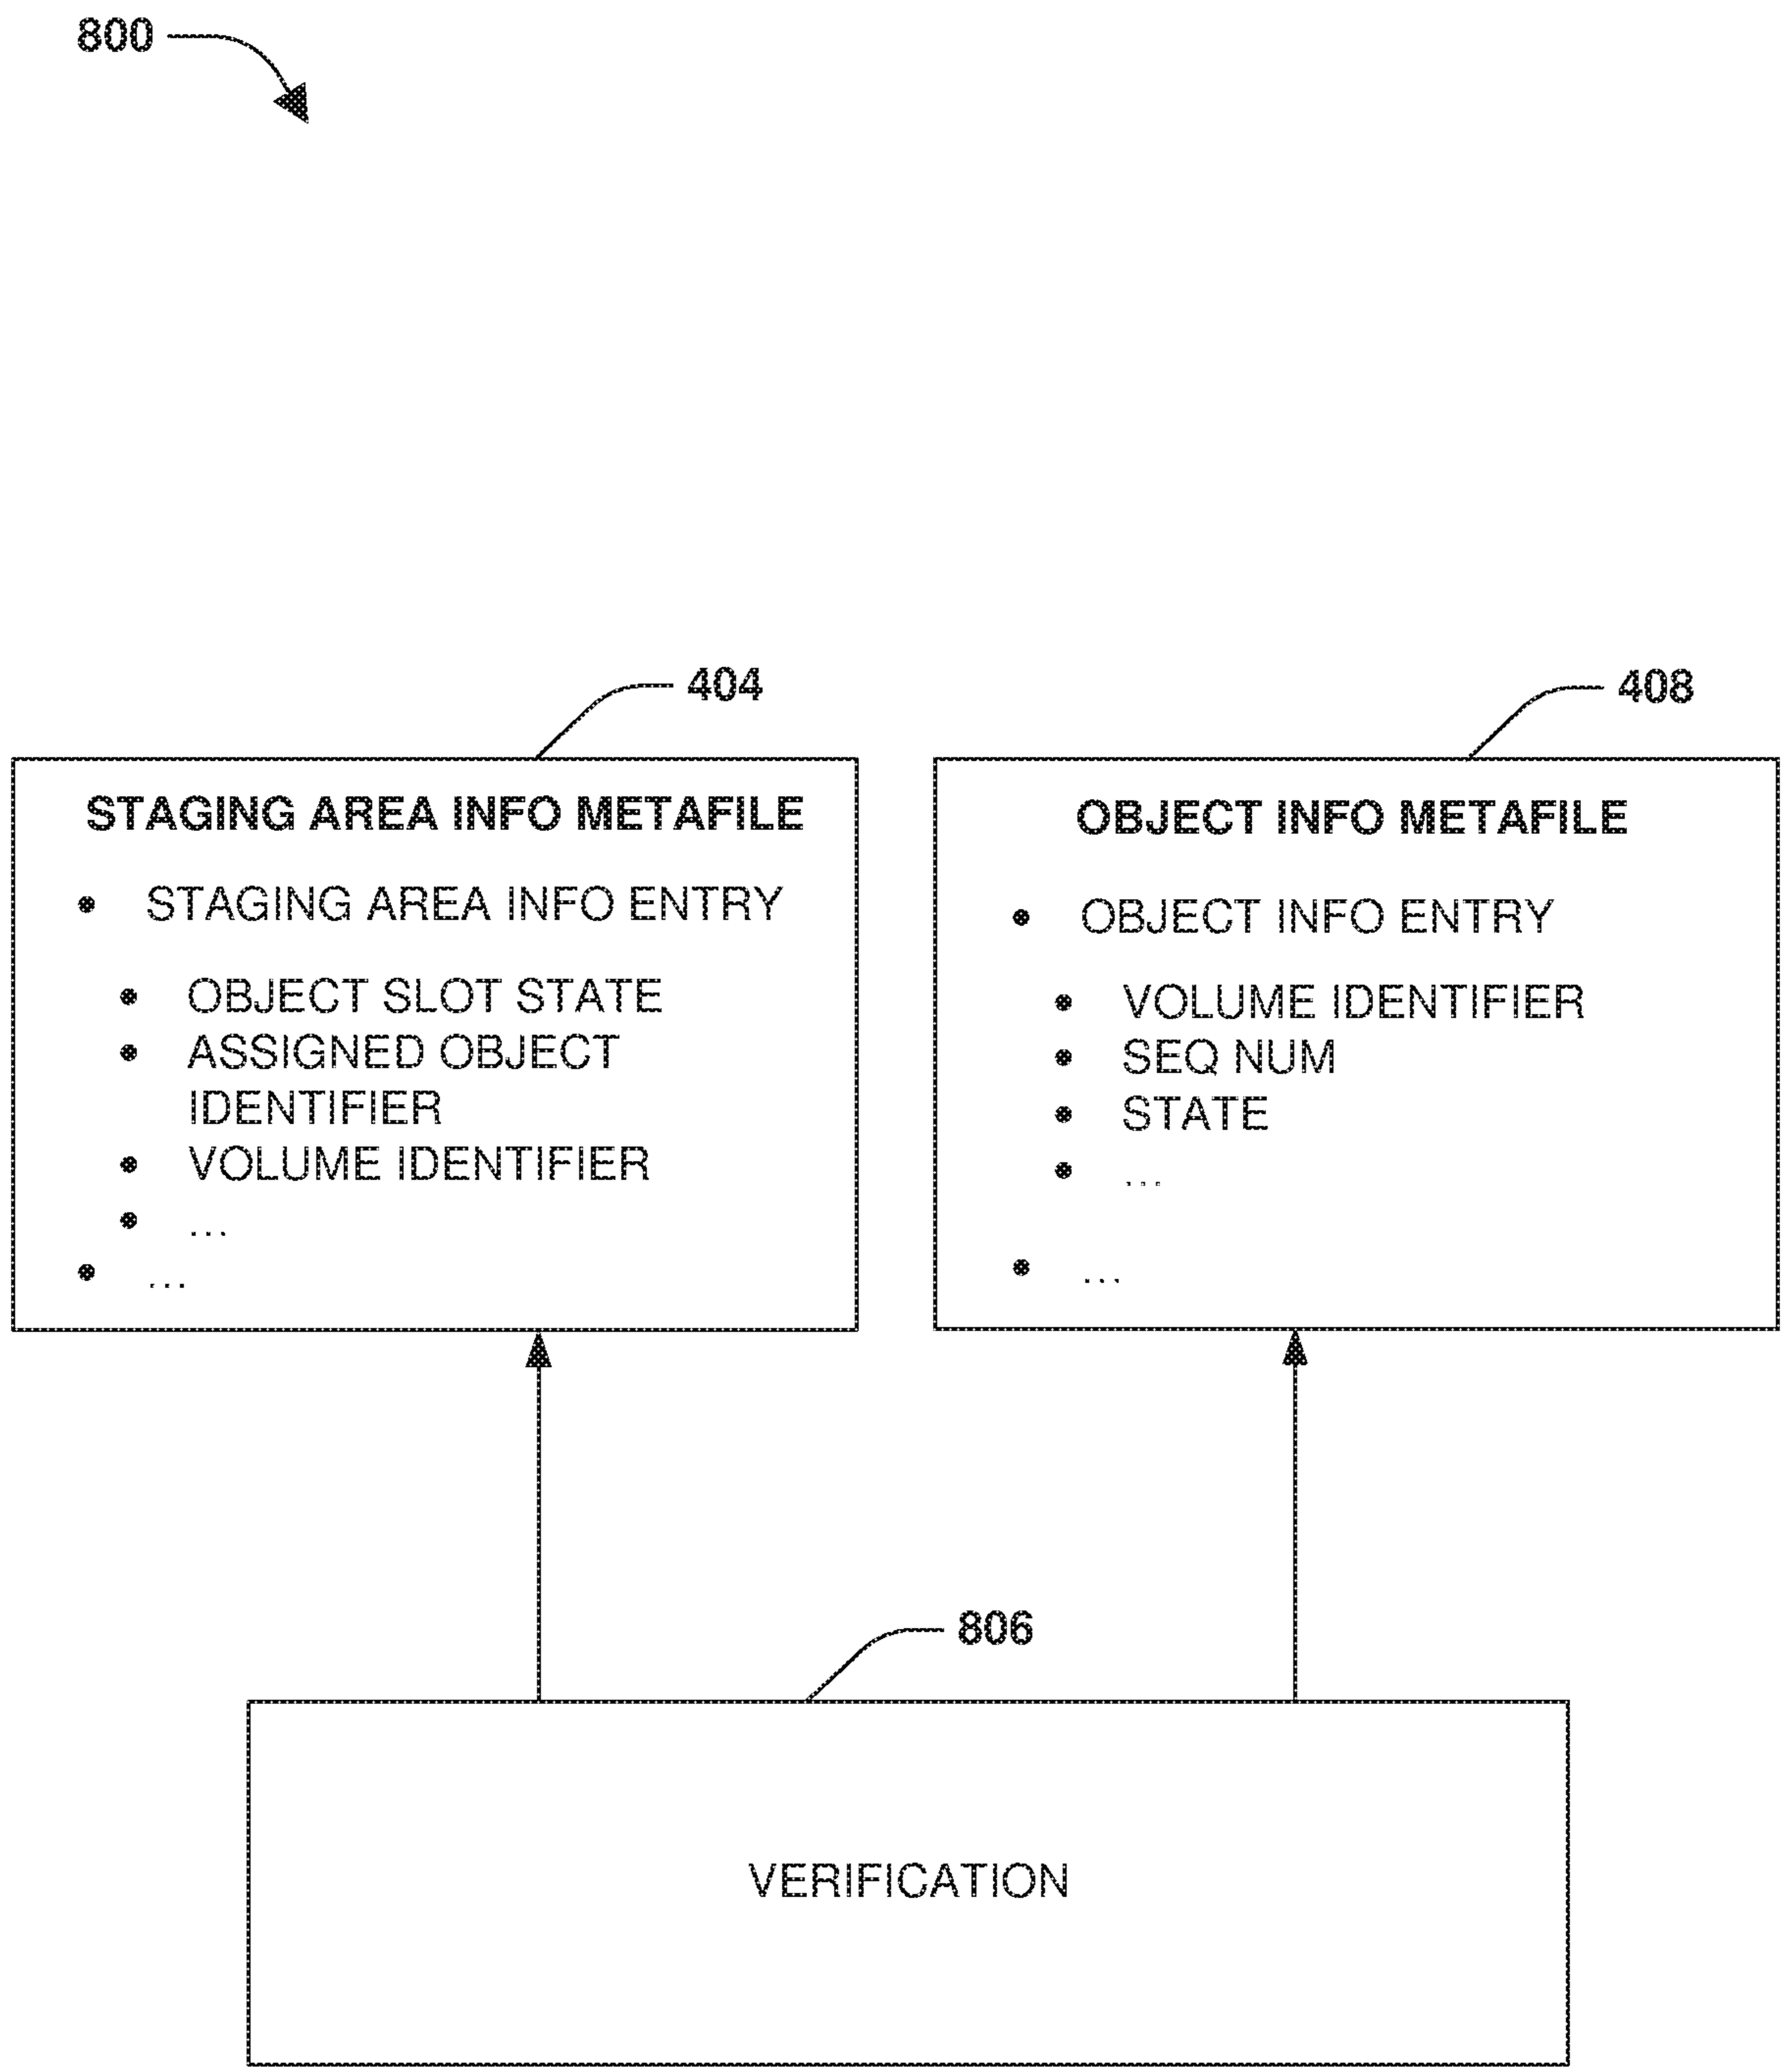 800
404
STAGING AREA INFO METAFILE
• STAGING AREA INFO ENTRY
• OBJECT SLOT STATE
• ASSIGNED OBJECT
IDENTIFIER
• VOLUME IDENTIFIER
• ...
• ...
408
OBJECT INFO METAFILE
• OBJECT INFO ENTRY
• VOLUME IDENTIFIER
• SEQ NUM
• STATE
• ...
• ...
806
VERIFICATION